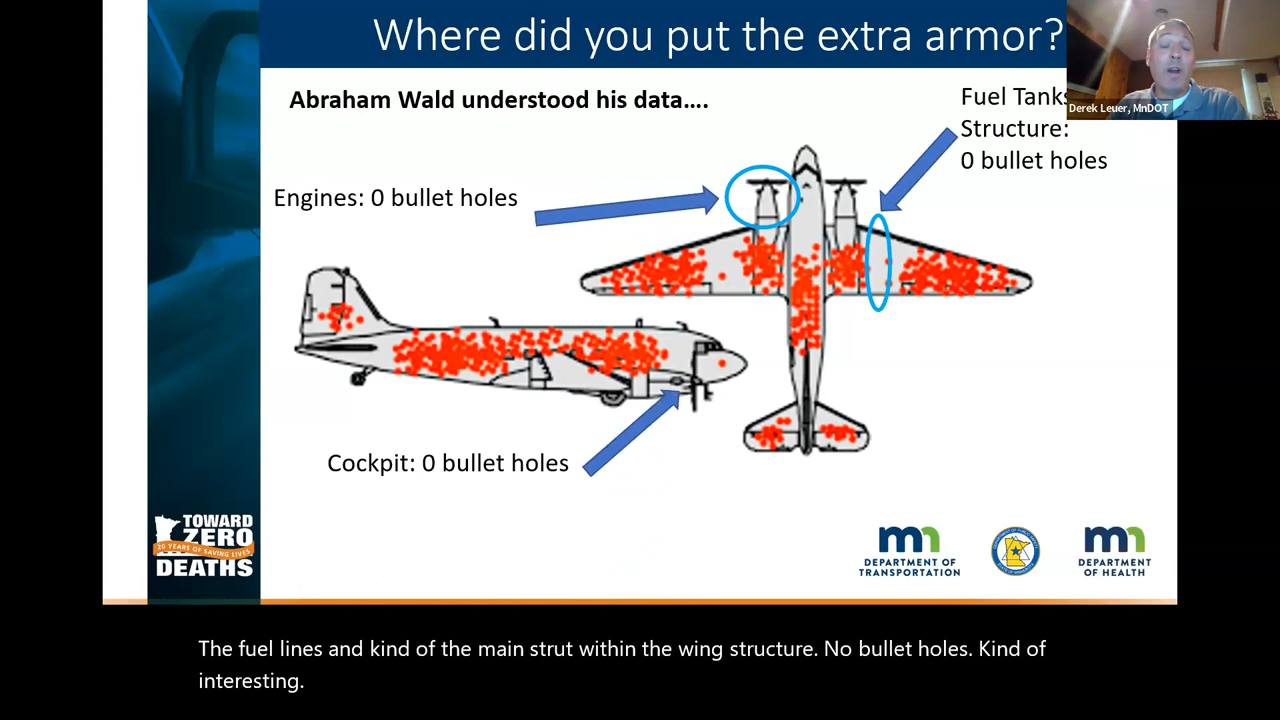 Where did you put the extra armor?
Abraham Wald understood his data....
Fuel Tanks
Structure:
0 bullet holes
Derek Leuer, MnDOT
Engines: 0 bullet holes
Cockpit: 0 bullet holes
TOWARD
ZERO
20 YEARS OF SAVING LIVES
DEATHS
mn
DEPARTMENT OF
TRANSPORTATION
mn
DEPARTMENT
OF HEALTH
The fuel lines and kind of the main strut within the wing structure. No bullet holes. Kind of
interesting.